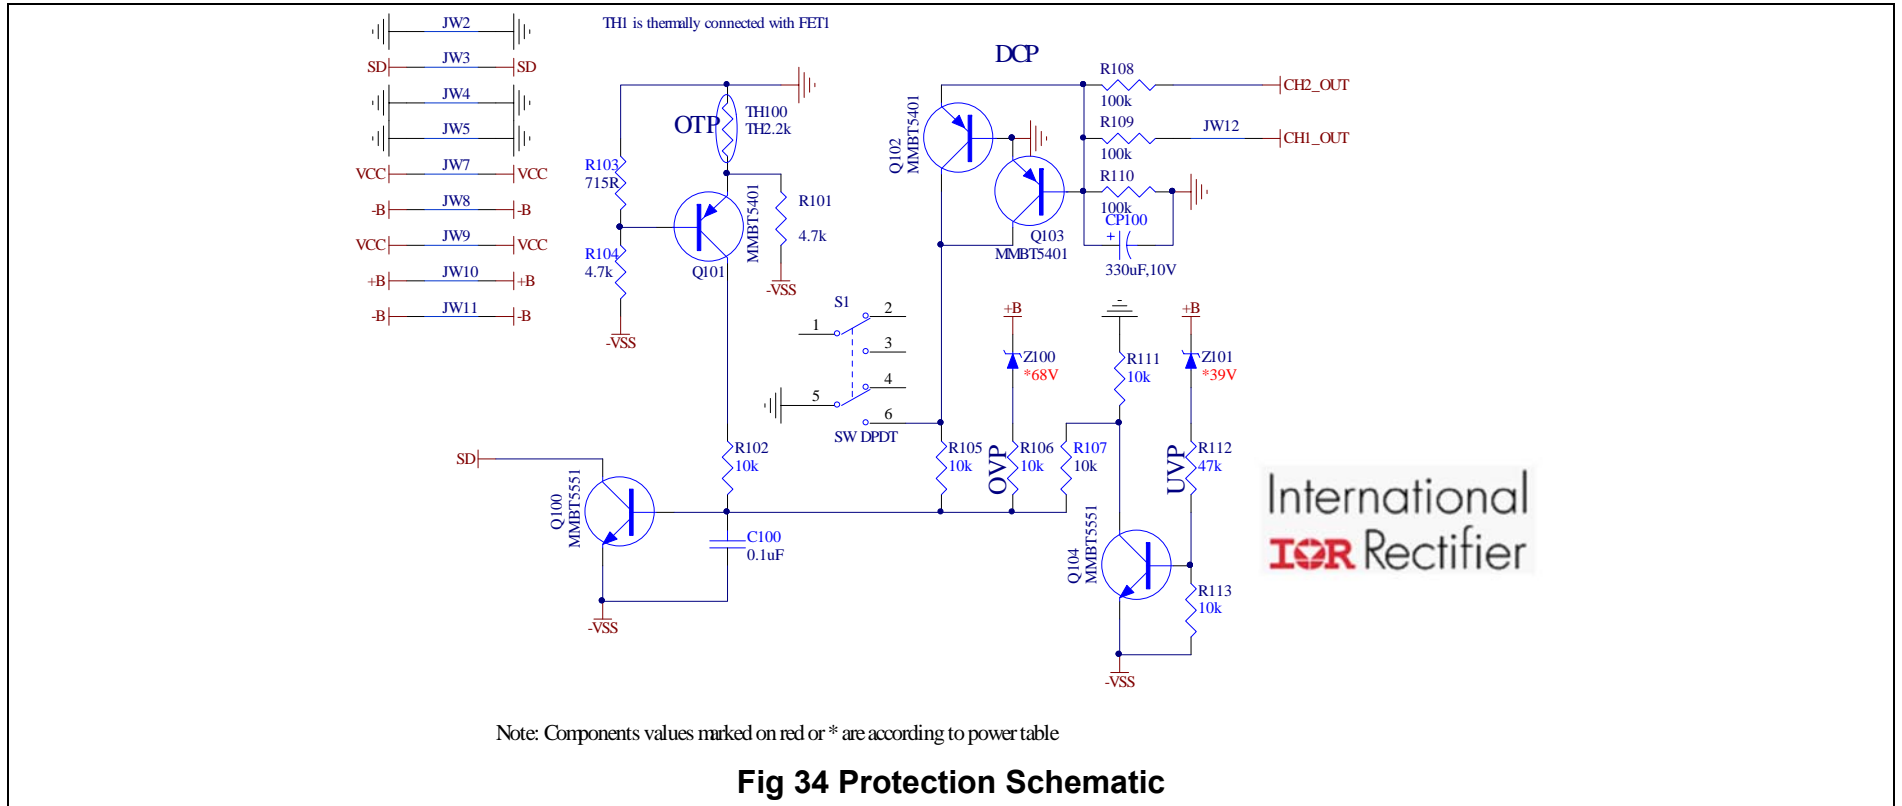 TH1 is thermally connected with FET1
JW2
SD JW3 SD
JW4
JW5
VCC JW7 VCC
-B JW8 -B
VCC JW9 VCC
+B JW10 +B
-B JW11 -B
OTP
TH100
TH2.2k
R103
715R
R104
4.7k
-VSS
Q101
MMBT5401
R101
4.7k
-VSS
DCP
Q102
MMBT5401
Q103
MMBT5401
R108
100k
CH2_OUT
R109
100k
JW12
CH1_OUT
R110
100k
CP100
+
330uF,10V
S1
1
2
3
4
5
6
SW DPDT
+B
Z100
*68V
R111
10k
+B
Z101
*39V
SD
R102
10k
R105
10k
OVP
R106
10k
R107
10k
UVP
R112
47k
Q100
MMBT5551
C100
0.1uF
-VSS
Q104
MMBT5551
R113
10k
-VSS
International
IOR Rectifier
Note: Components values marked on red or * are according to power table
Fig 34 Protection Schematic